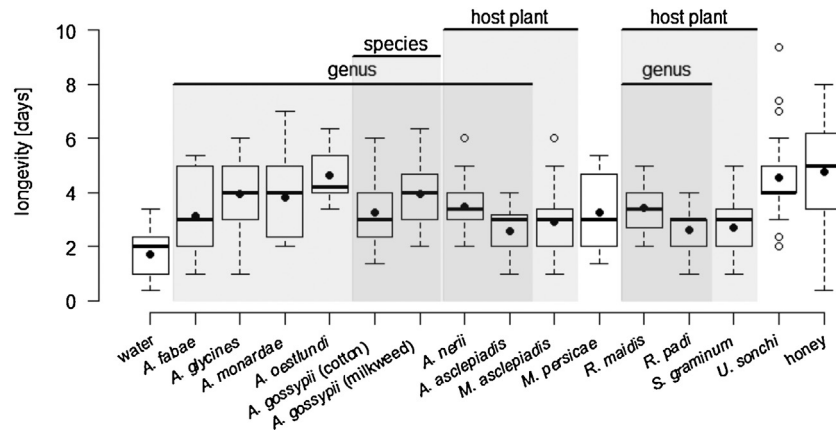 host plant
host plant
species
genus
genus
longevity [days]
10
8
6
4
2
0
water
A. fabae
A. glycines
A. monardae
A. oestlundi
A. gossypii (cotton)
A. gossypii (milkweed)
A. nerii
A. asclepiadis
M. asclepiadis
M. persicae
R. maidis
R. padi
S. graminum
U. sonchi
honey